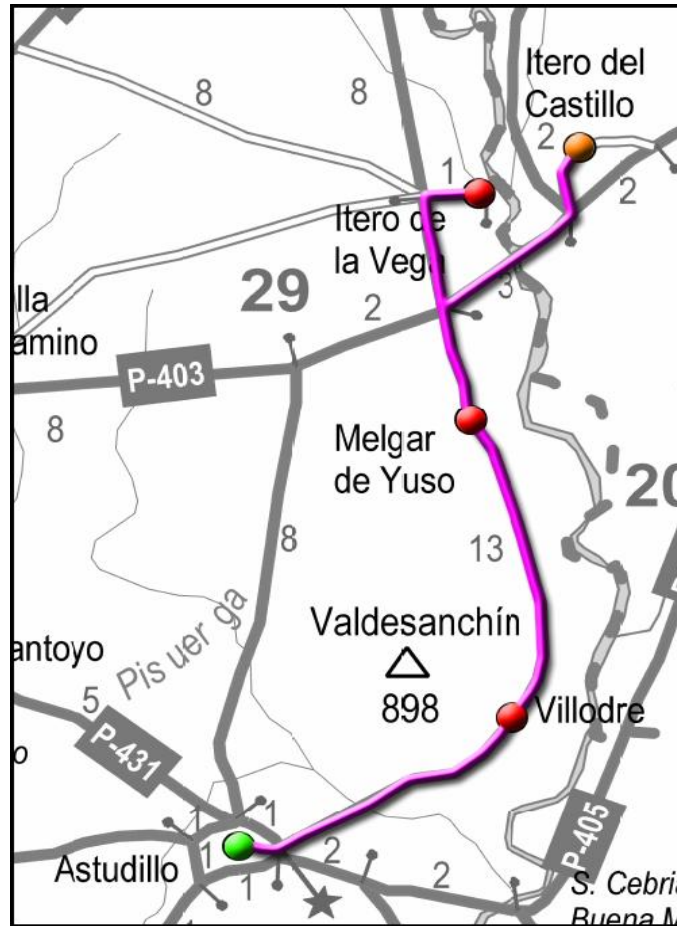 8
8
Itero del
Castillo
2
1
2
Itero de
la Vega
29
2
3
lla
amino
P-403
8
Melgar
de Yuso
20
8
13
Pisuerga
Valdesanchín
898
antoyo
5
Villodre
P-431
o
1
1
1
Astudillo
1
2
2
P-405
S. Cebria
Buena M
1